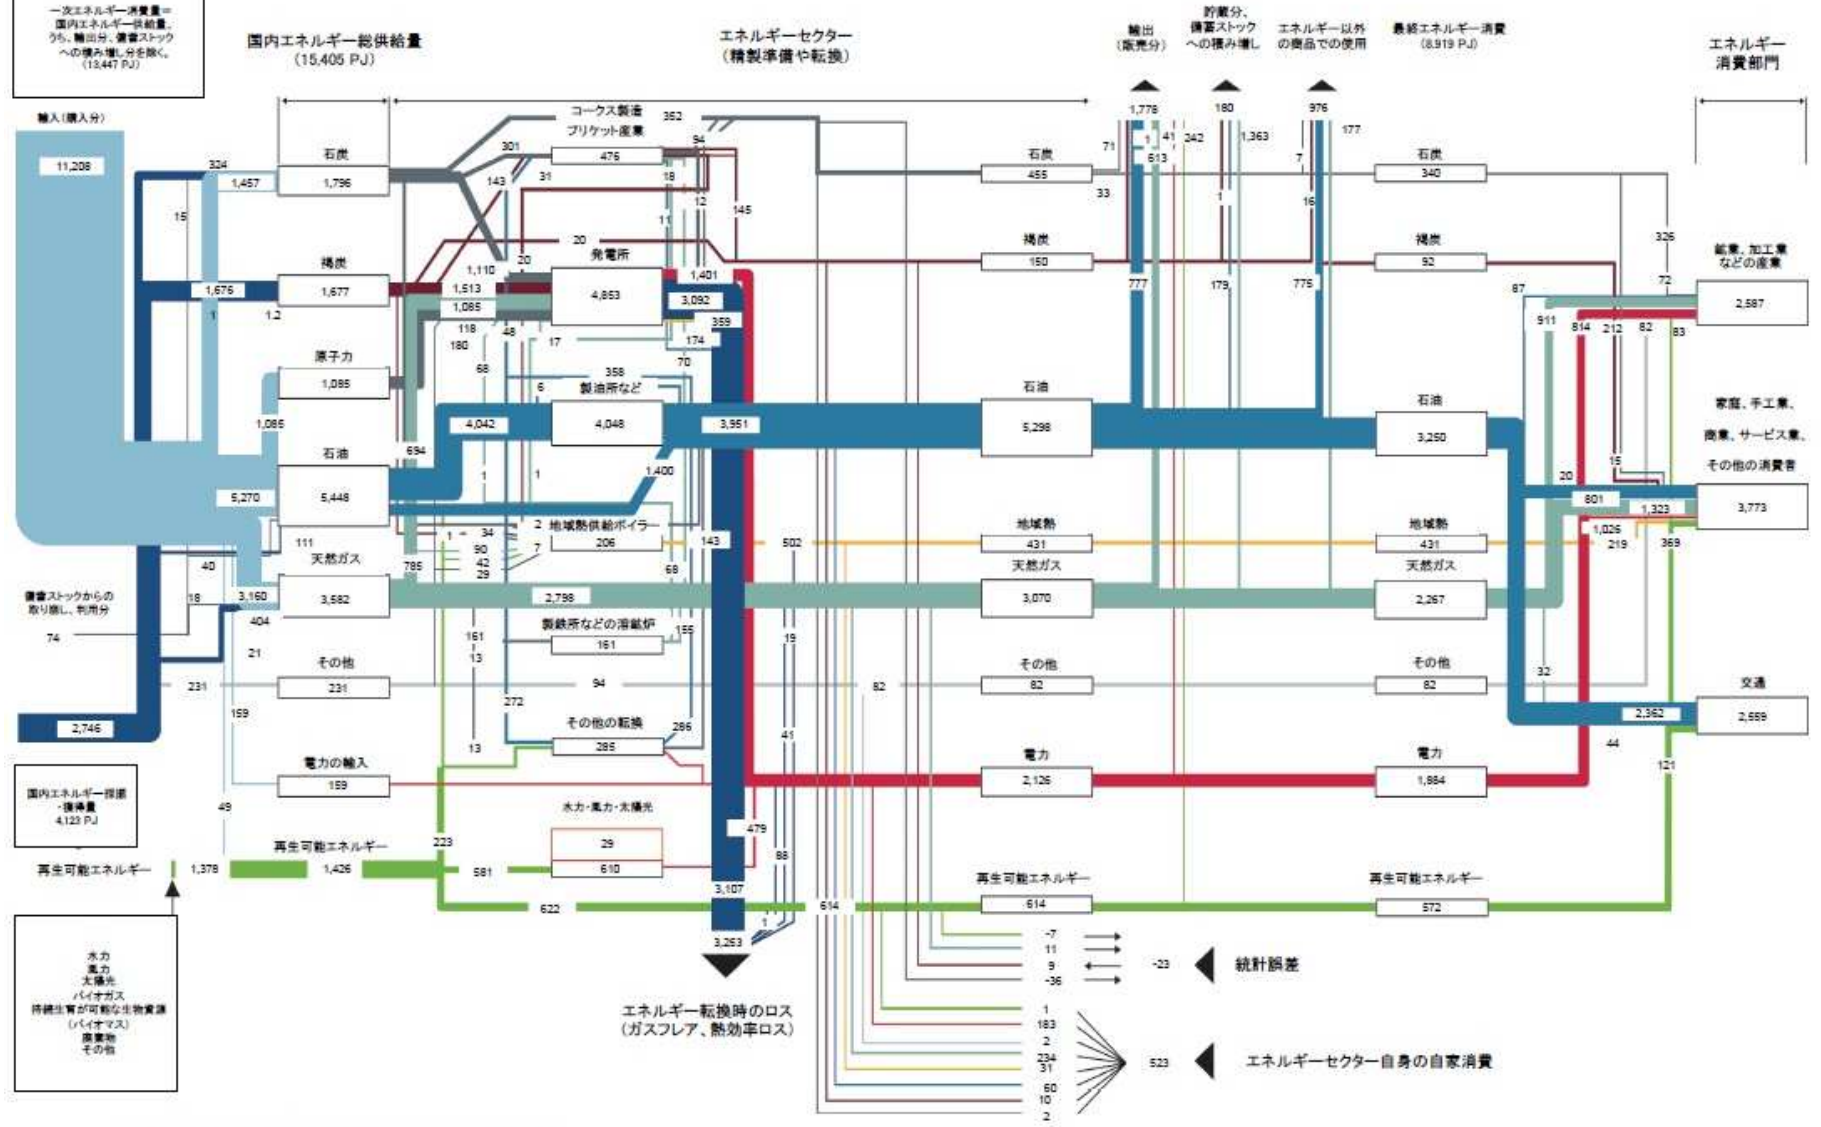 一次エネルギー消費量＝
国内エネルギー供給量、
うち、輸出分、備蓄ストック
への積み増し分を除く。
(13,447 PJ)
国内エネルギー総供給量
(15,405 PJ)
エネルギーセクター
(精製準備や転換)
輸出
(販売分)
貯蔵分、
備蓄ストック
への積み増し
エネルギー以外
の商品での使用
最終エネルギー消費
(8,919 PJ)
エネルギー
消費部門
輸入(購入分)
11,208
324
1,457
15
1,676
1
1.2
1,085
5,270
111
40
18
3,160
404
21
備蓄ストックからの
取り崩し、利用分
74
231
159
2,746
49
国内エネルギー採掘
・獲得量
4,123 PJ
再生可能エネルギー
1,378
水力
風力
太陽光
バイオガス
持続生育が可能な生物資源
(バイオマス)
廃棄物
その他
石炭
1,796
褐炭
1,677
原子力
1,085
石油
5,448
天然ガス
3,582
その他
231
電力の輸入
159
再生可能エネルギー
1,426
コークス製造
ブリケット産業
476
352
94
301
143
31
18
12
145
11
20
20
発電所
4,853
1,110
1,513
1,085
118
180
48
17
68
1,401
3,092
359
174
70
358
6
製油所など
4,048
4,042
3,951
694
1
1
1,400
34
2
1
90
42
29
7
地域熱供給ボイラー
206
143
502
68
785
2,798
製鉄所などの溶鉱炉
161
155
161
13
19
94
82
272
その他の転換
285
286
13
41
水力・風力・太陽光
29
610
479
98
223
581
622
3,107
1
614
3,253
エネルギー転換時のロス
(ガスフレア、熱効率ロス)
石炭
455
褐炭
150
石油
5,298
地域熱
431
天然ガス
3,070
その他
82
電力
2,126
再生可能エネルギー
614
1,778
180
976
71
1
613
41
242
1,363
7
177
33
1
16
777
179
775
石炭
340
褐炭
92
石油
3,250
地域熱
431
天然ガス
2,267
その他
82
電力
1,884
再生可能エネルギー
572
326
72
87
911
814
212
82
83
鉱業、加工業
などの産業
2,587
家庭、手工業、
商業、サービス業、
その他の消費者
3,773
15
20
801
1,323
1,026
219
369
32
交通
2,569
2,362
44
121
-7
11
9
-36
-23
統計誤差
1
183
2
234
31
60
10
2
523
エネルギーセクター自身の自家消費